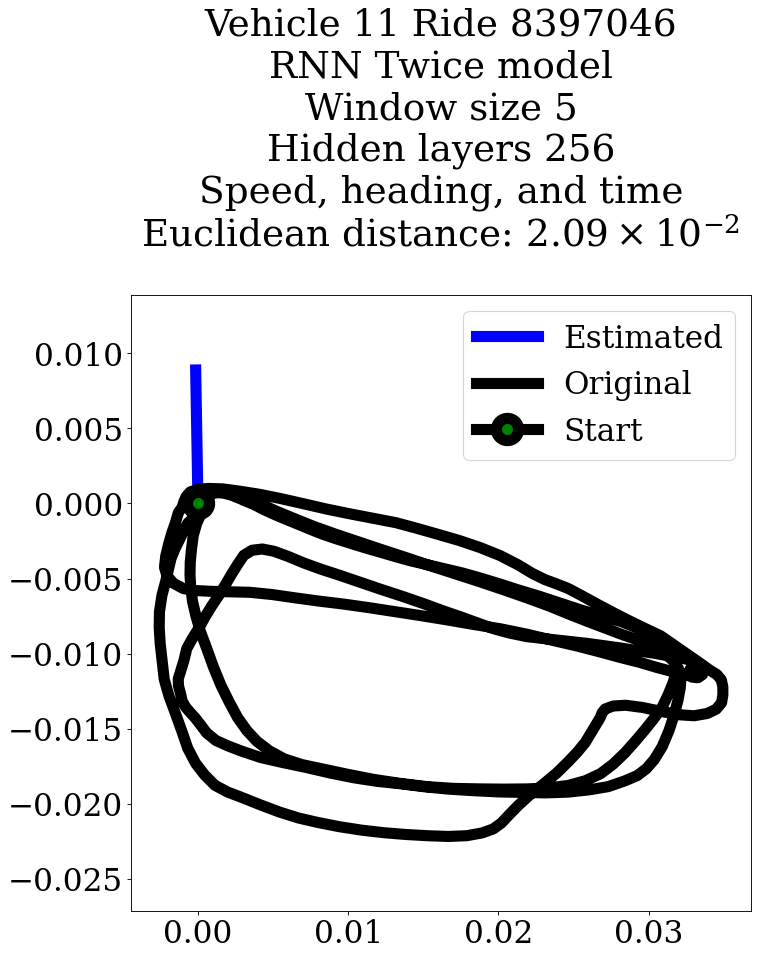 Vehicle 11 Ride 8397046
RNN Twice model
Window size 5
Hidden layers 256
Speed, heading, and time
Euclidean distance: 2.09 × 10⁻²
Estimated
Original
Start
0.010
0.005
0.000
−0.005
−0.010
−0.015
−0.020
−0.025
0.00 0.01 0.02 0.03